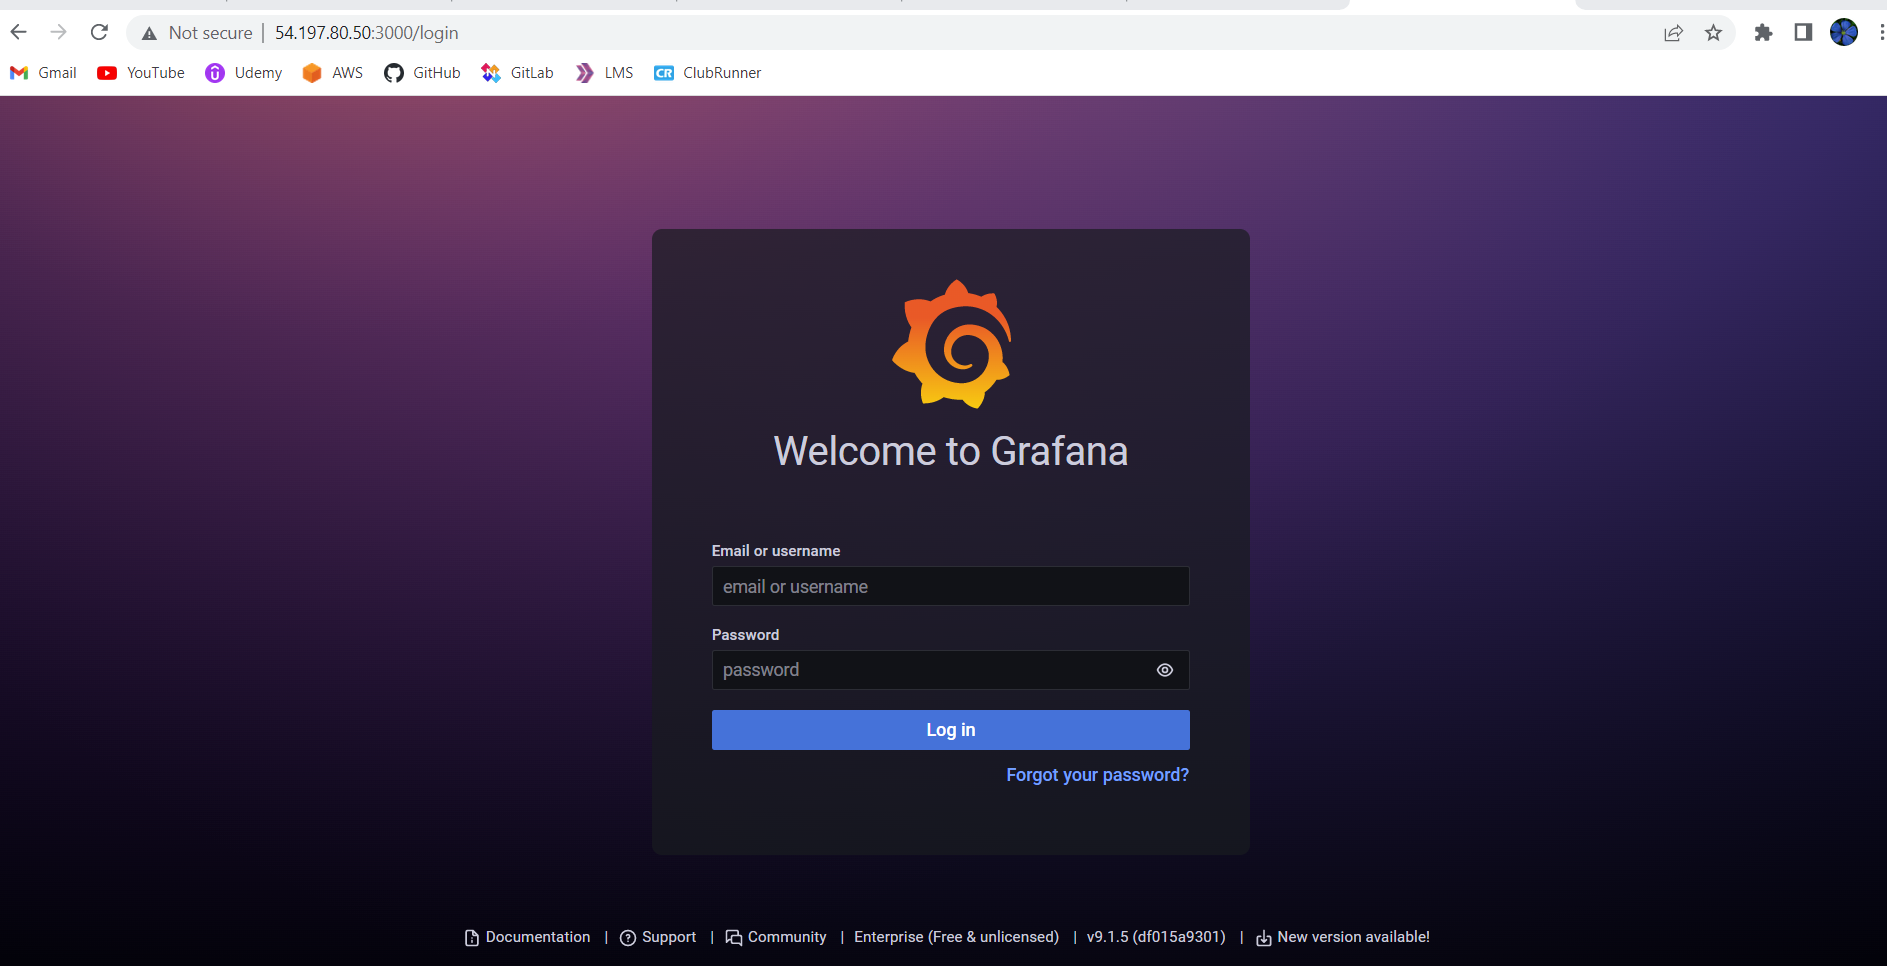 Not secure | 54.197.80.50:3000/login
Gmail YouTube Udemy AWS GitHub GitLab LMS CR ClubRunner
Welcome to Grafana
Email or username
email or username
Password
password
Log in
Forgot your password?
Documentation | Support | Community | Enterprise (Free & unlicensed) | v9.1.5 (df015a9301) | New version available!